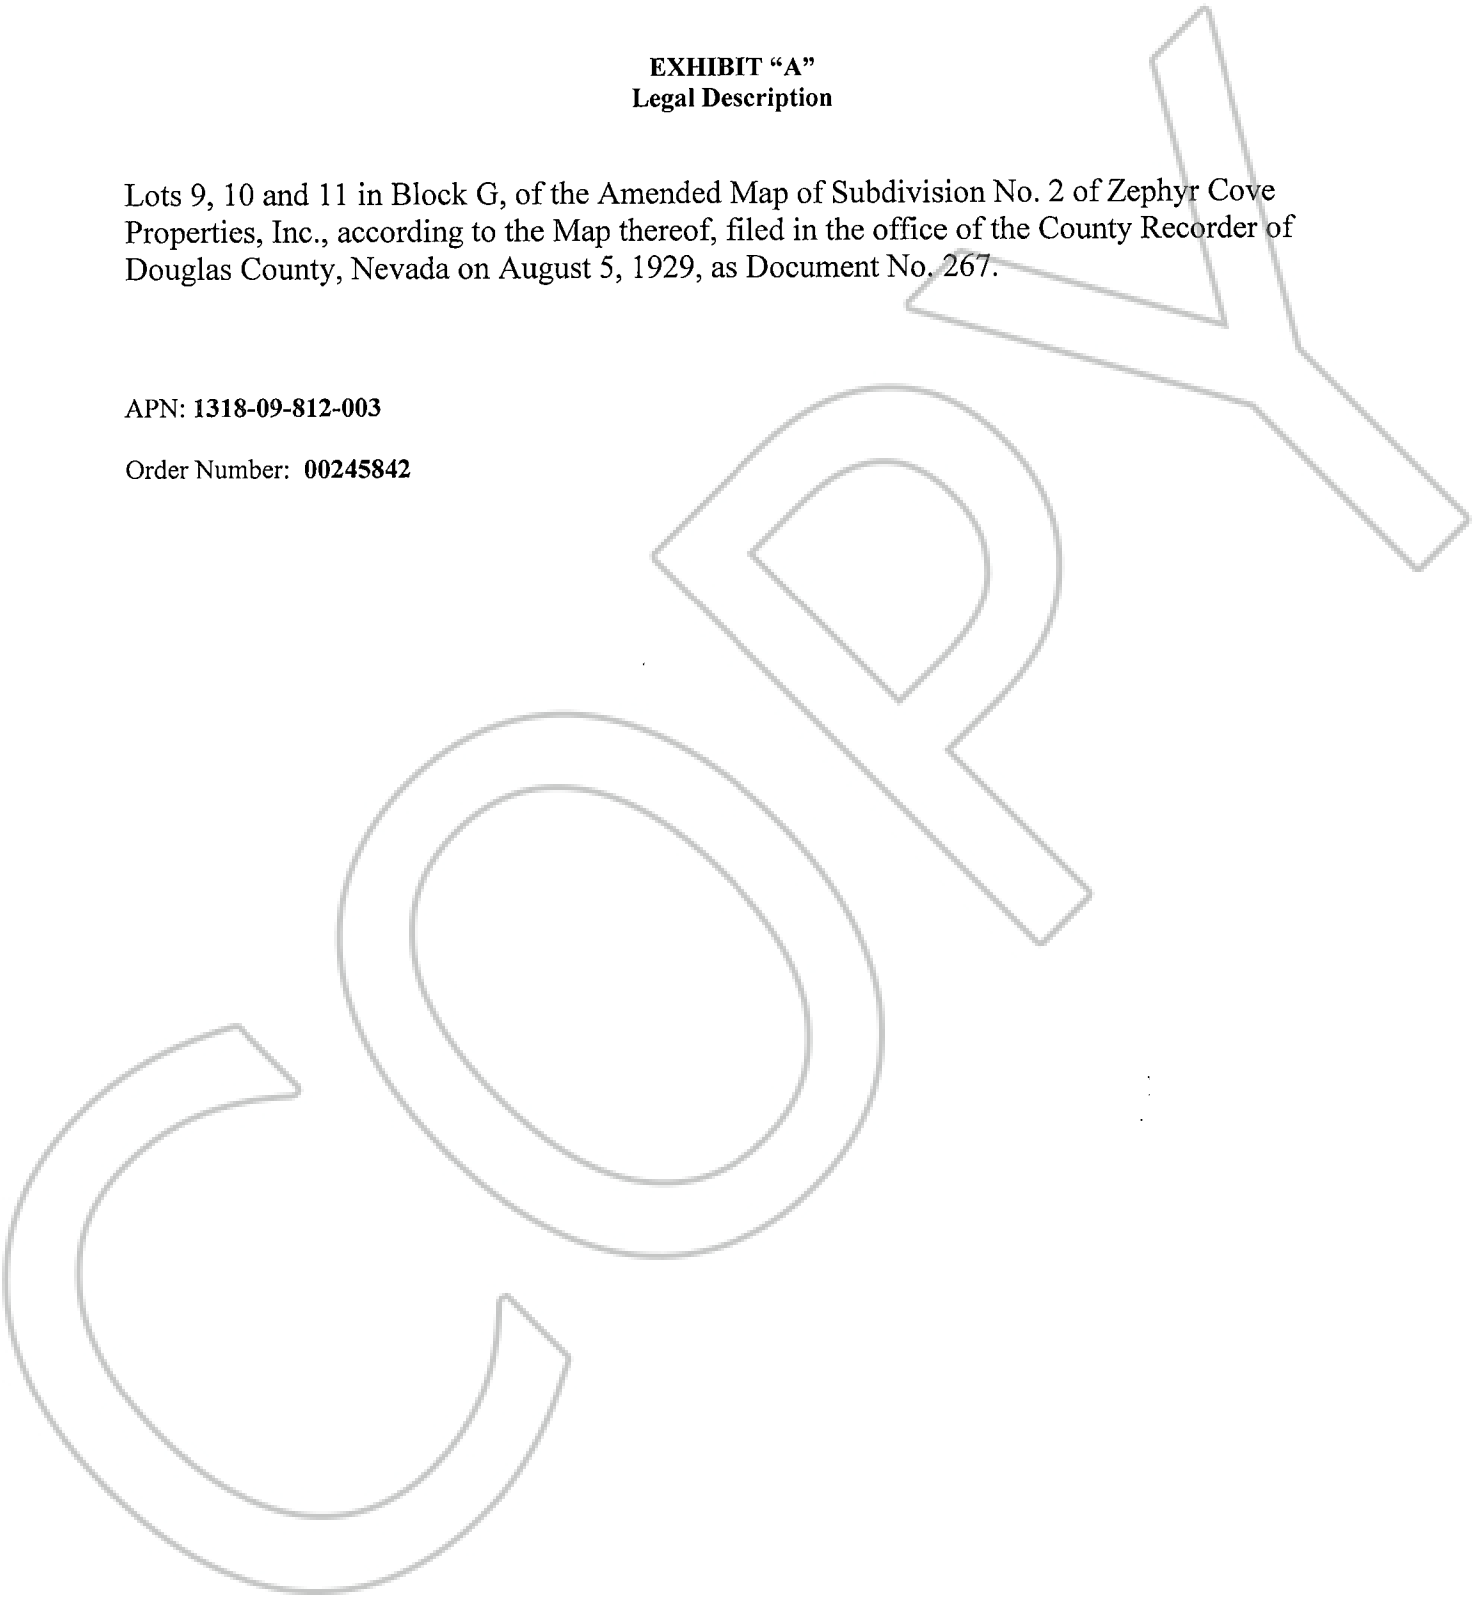 EXHIBIT “A”
Legal Description
Lots 9, 10 and 11 in Block G, of the Amended Map of Subdivision No. 2 of Zephyr Cove
Properties, Inc., according to the Map thereof, filed in the office of the County Recorder of
Douglas County, Nevada on August 5, 1929, as Document No. 267.
APN: 1318-09-812-003
Order Number: 00245842
COPY